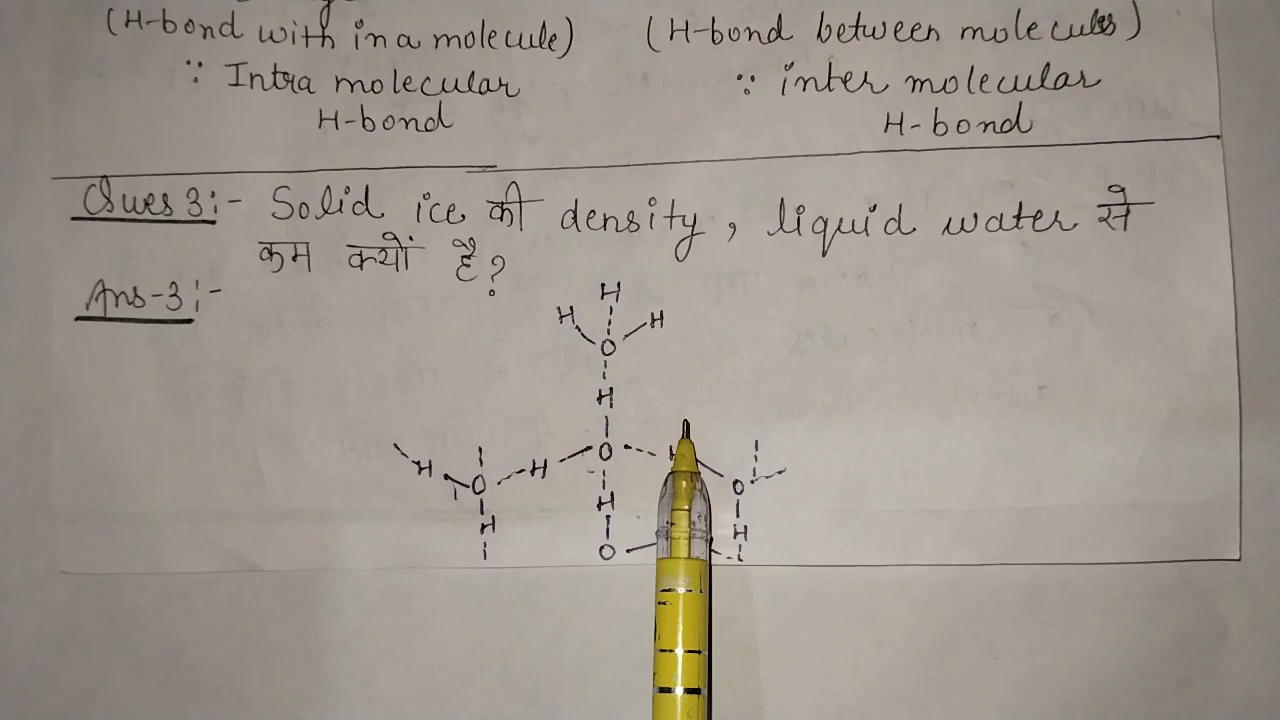 (H-bond with in a molecule) (H-bond between molecules)
∵ Intra molecular ∵ inter molecular
H-bond H-bond
Ques 3:- Solid ice की density, liquid water से
कम क्यों है?
Ans-3:-
H
H H
O
H
O H
H O H O
H H H
O